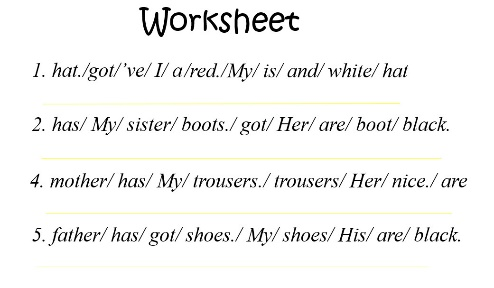 Worksheet
1. hat./got/'ve/ I/ a/red./My/ is/ and/ white/ hat
2. has/ My/ sister/ boots./ got/ Her/ are/ boot/ black.
4. mother/ has/ My/ trousers./ trousers/ Her/ nice./ are
5. father/ has/ got/ shoes./ My/ shoes/ His/ are/ black.